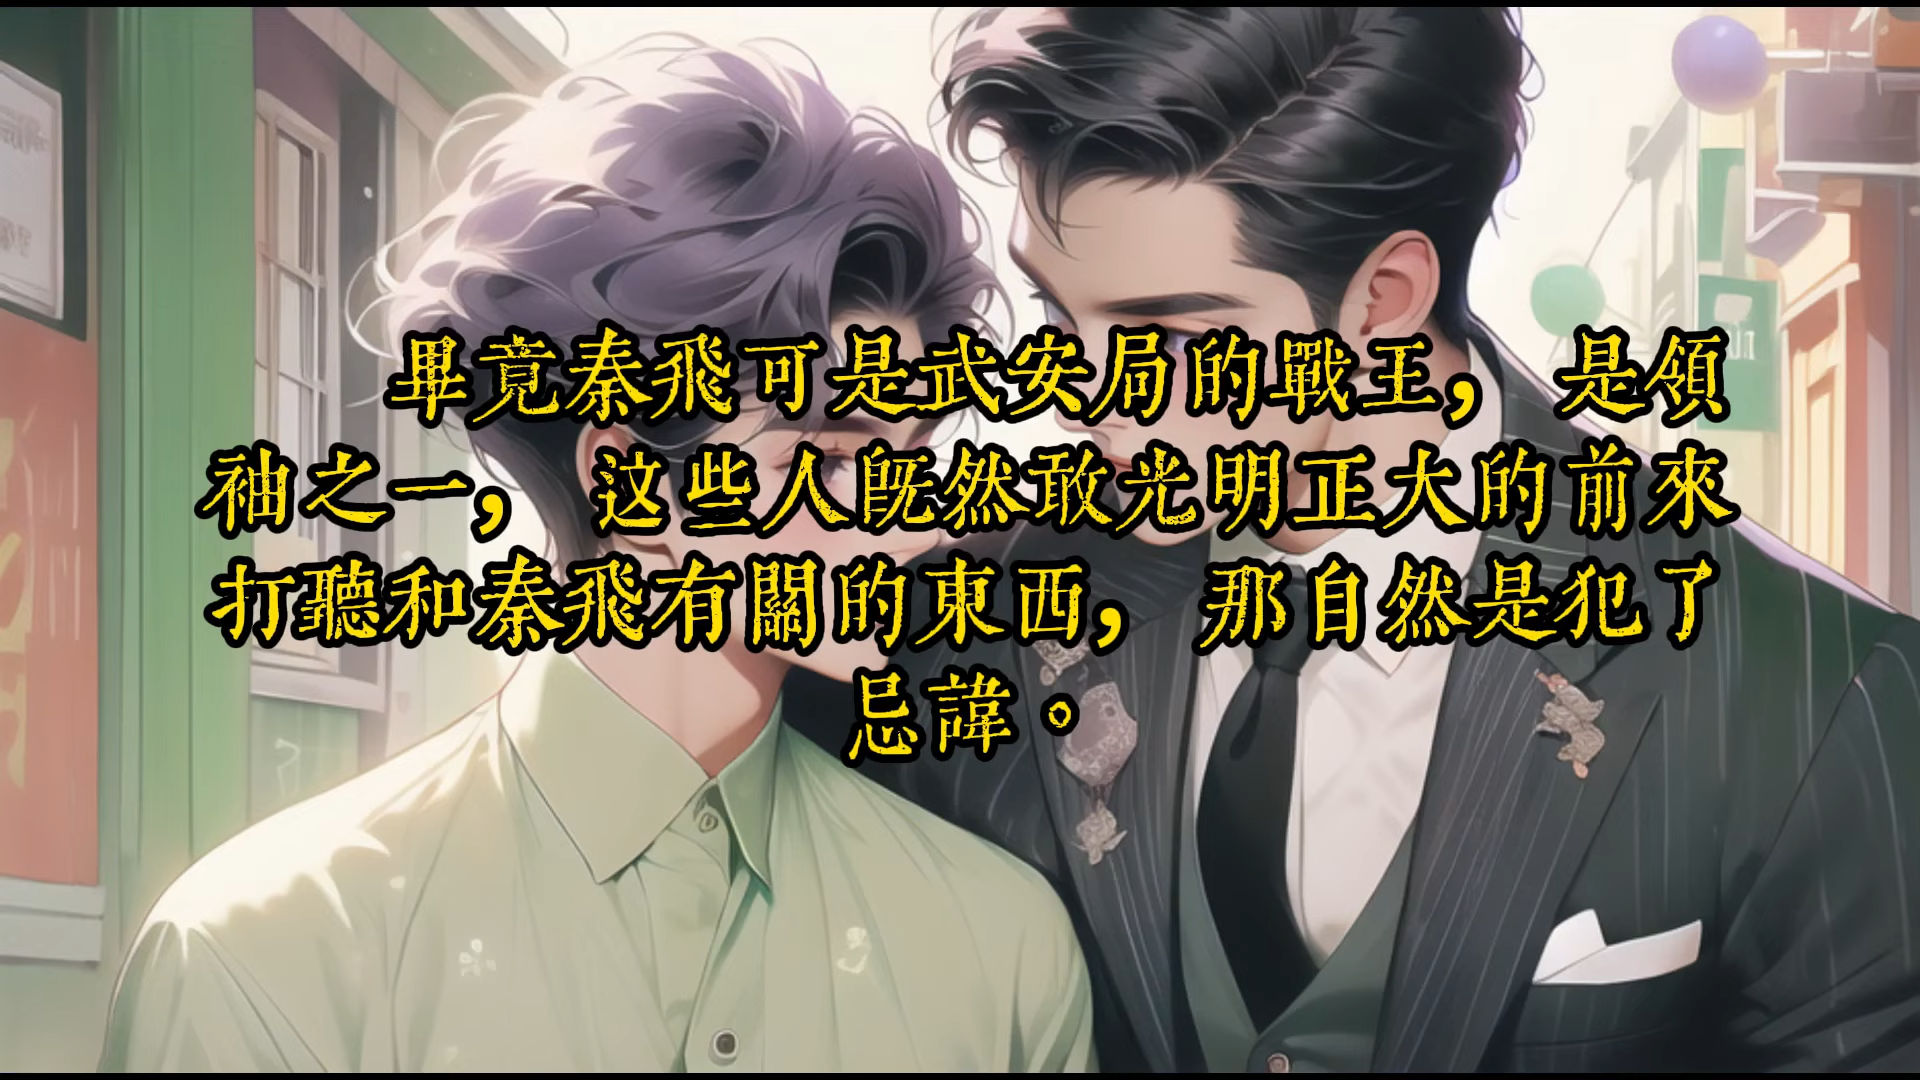 畢竟秦飛可是武安局的戰王,是領
袖之一,这些人既然敢光明正大的前來
打聽和秦飛有關的東西,那自然是犯了
忌諱。